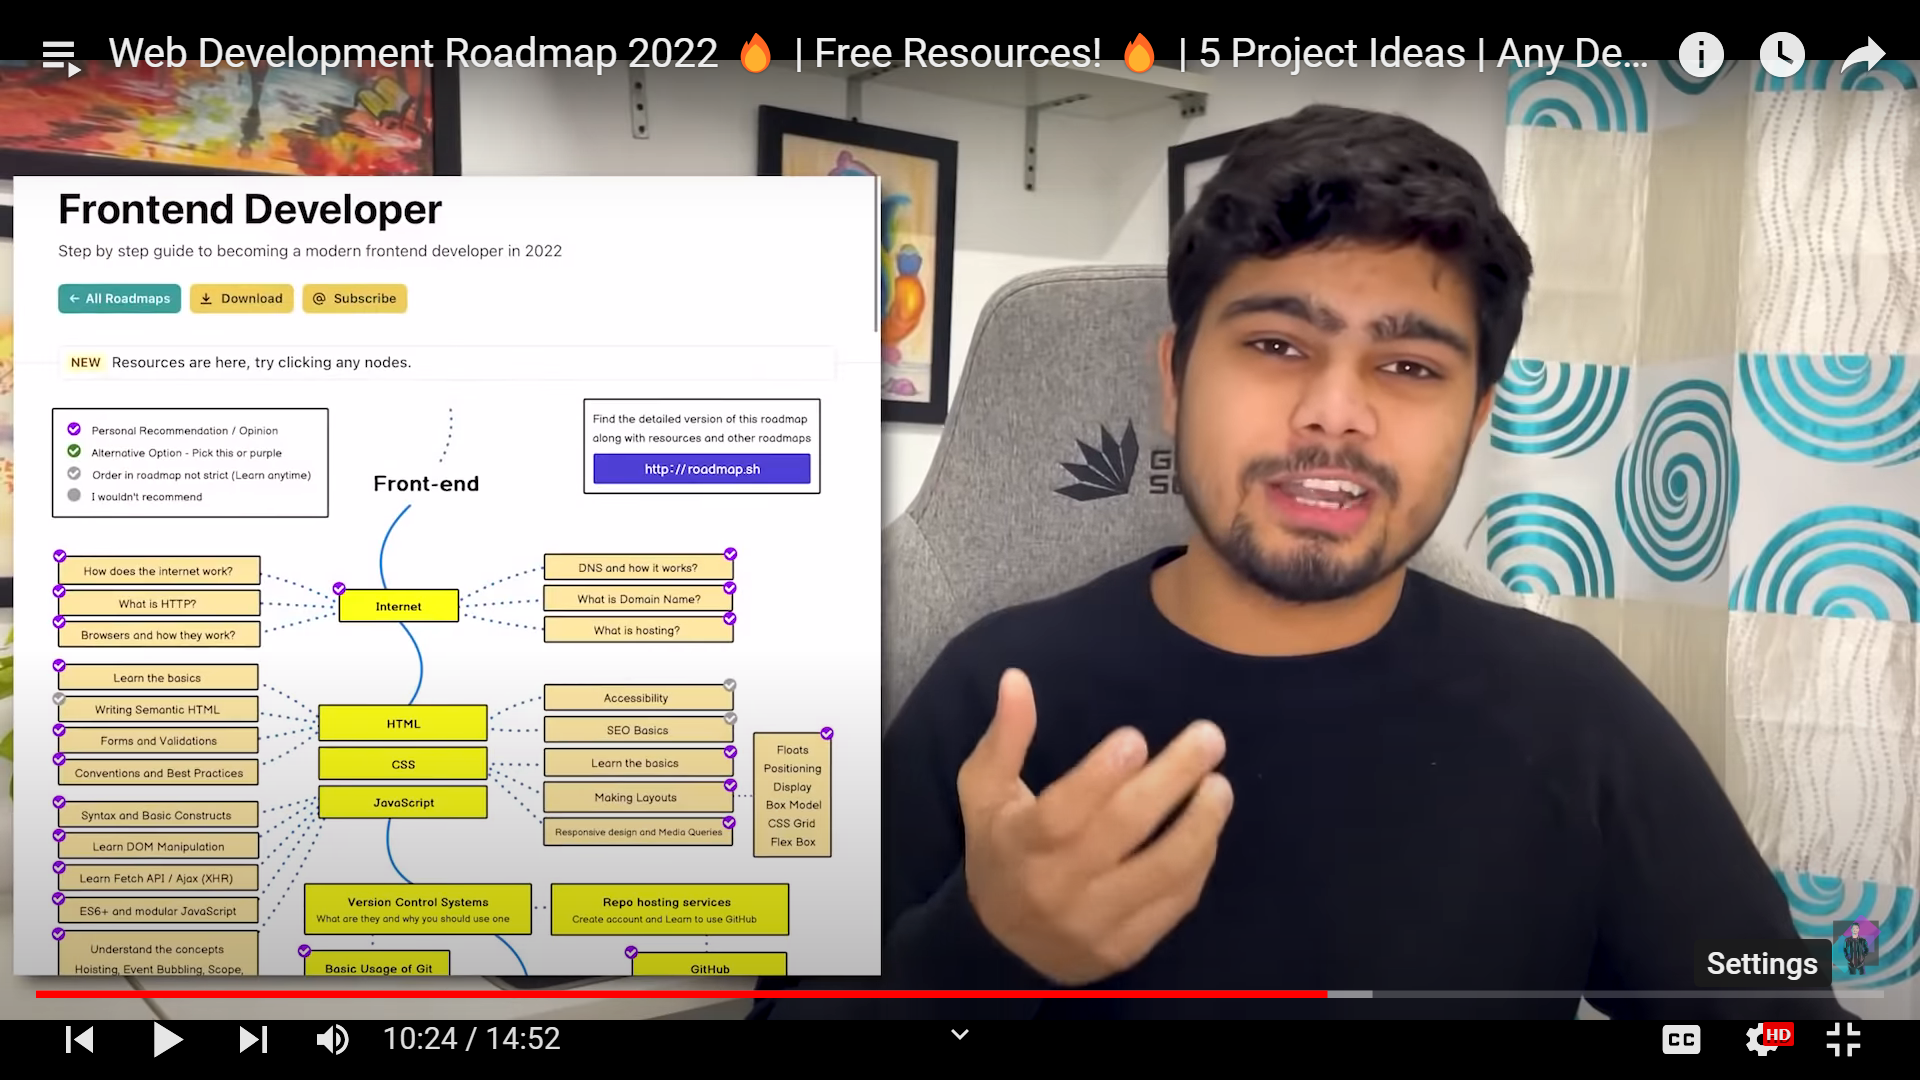 Web Development Roadmap 2022 🔥 | Free Resources! 🔥 | 5 Project Ideas | Any De...
Frontend Developer
Step by step guide to becoming a modern frontend developer in 2022
← All Roadmaps
Download
@ Subscribe
NEW Resources are here, try clicking any nodes.
Personal Recommendation / Opinion
Alternative Option - Pick this or purple
Order in roadmap not strict (Learn anytime)
I wouldn't recommend
Find the detailed version of this roadmap
along with resources and other roadmaps
http://roadmap.sh
Front-end
How does the internet work?
What is HTTP?
Browsers and how they work?
Internet
DNS and how it works?
What is Domain Name?
What is hosting?
Learn the basics
Writing Semantic HTML
Forms and Validations
Conventions and Best Practices
HTML
CSS
JavaScript
Accessibility
SEO Basics
Learn the basics
Making Layouts
Responsive design and Media Queries
Floats
Positioning
Display
Box Model
CSS Grid
Flex Box
Syntax and Basic Constructs
Learn DOM Manipulation
Learn Fetch API / Ajax (XHR)
ES6+ and modular JavaScript
Understand the concepts
Hoisting, Event Bubbling, Scope,
Version Control Systems
What are they and why you should use one
Repo hosting services
Create account and Learn to use GitHub
Basic Usage of Git
GitHub
Settings
10:24 / 14:52
CC
HD